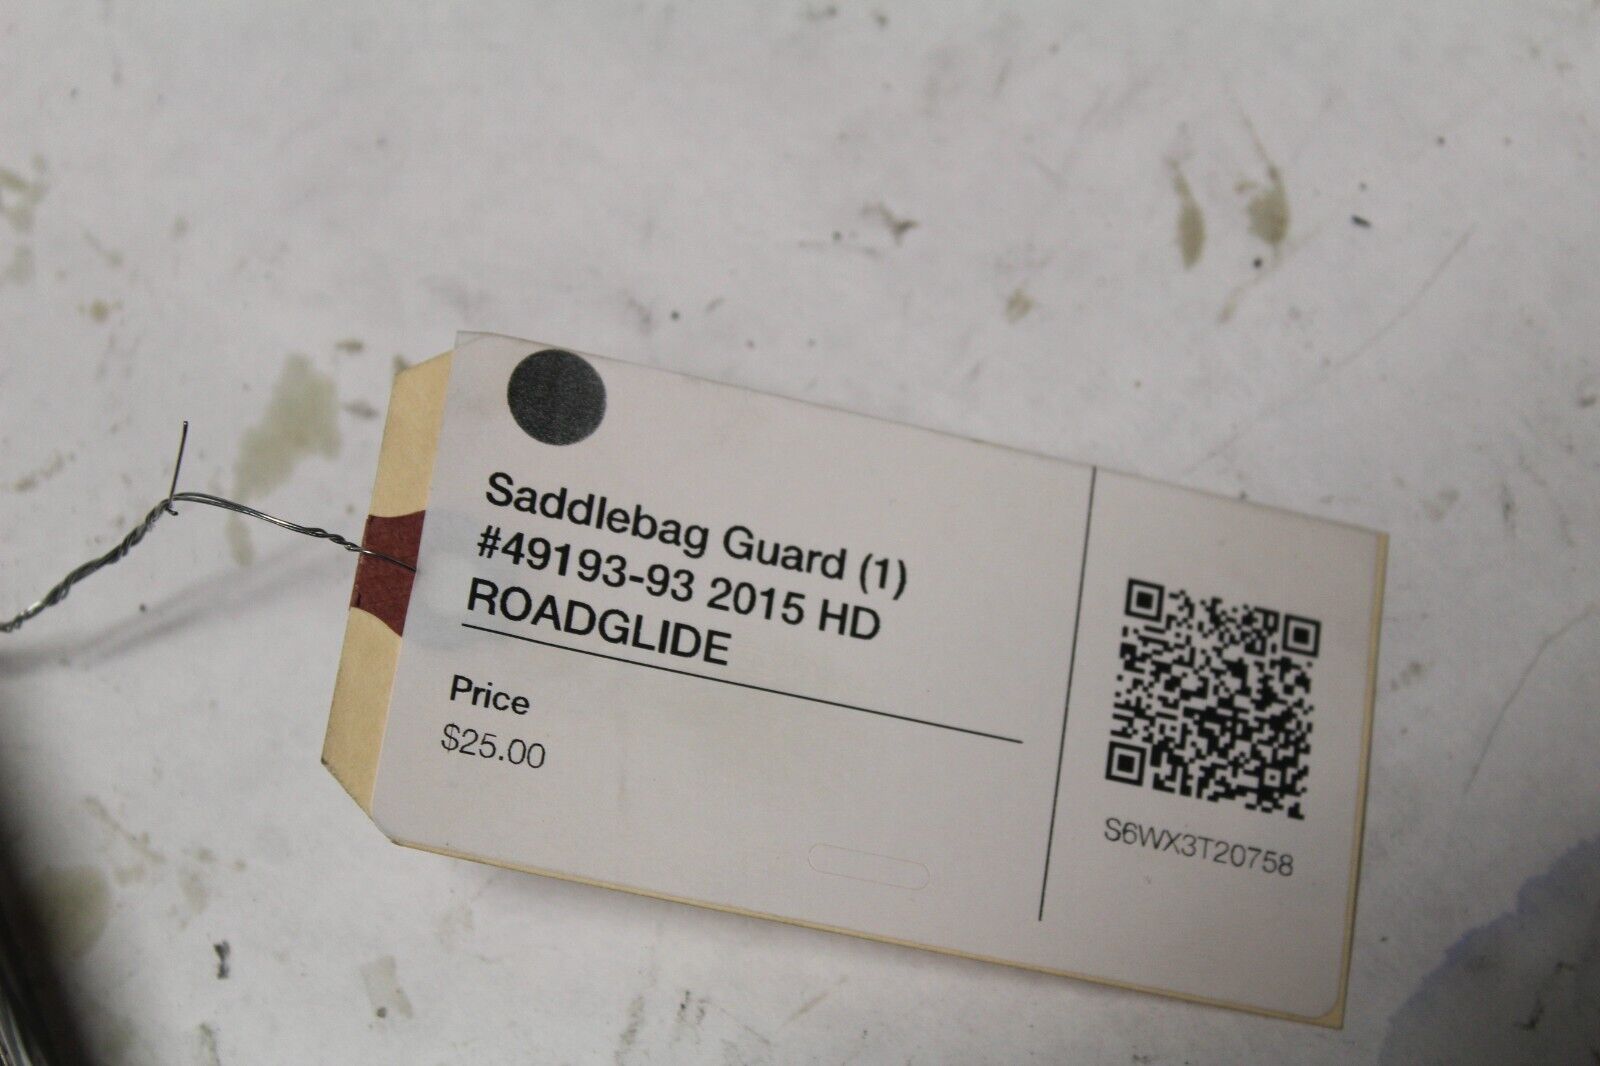 Saddlebag Guard (1)
#49193-93 2015 HD
ROADGLIDE
Price
$25.00
S6WX3T20758